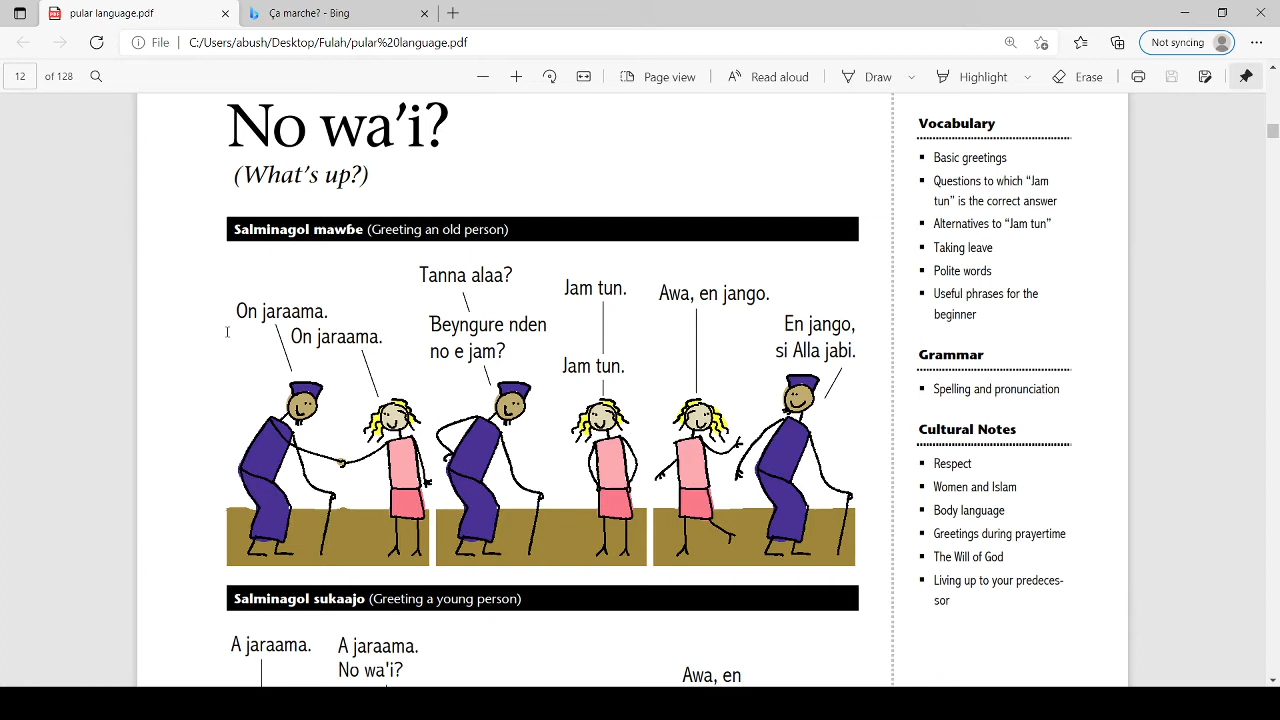 pular language.pdf
Ça marche? - Bing
File
C:/Users/abush/Desktop/Fulah/pular%20language.pdf
Not syncing
12
of 128
Page view
Read aloud
Draw
Highlight
Erase
No wa'i?
(What's up?)
Salminagol mawɓe (Greeting an old person)
On jaraama.
On jaraama.
Tanna alaa?
Beyngure nden
no e jam?
Jam tun.
Jam tun.
Awa, en jango.
En jango,
si Alla jabi.
Salminagol sukaajo (Greeting a young person)
A jaraama.
A jaraama.
No wa'i?
Awa, en
Vocabulary
Basic greetings
Questions to which “Jam
tun” is the correct answer
Alternatives to “Jam tun”
Taking leave
Polite words
Useful phrases for the
beginner
Grammar
Spelling and pronunciation
Cultural Notes
Respect
Women and Islam
Body language
Greetings during prayertime
The Will of God
Living up to your predeces-
sor